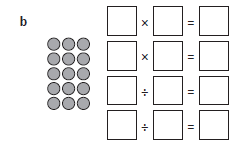 b
× =
× =
÷ =
÷ =